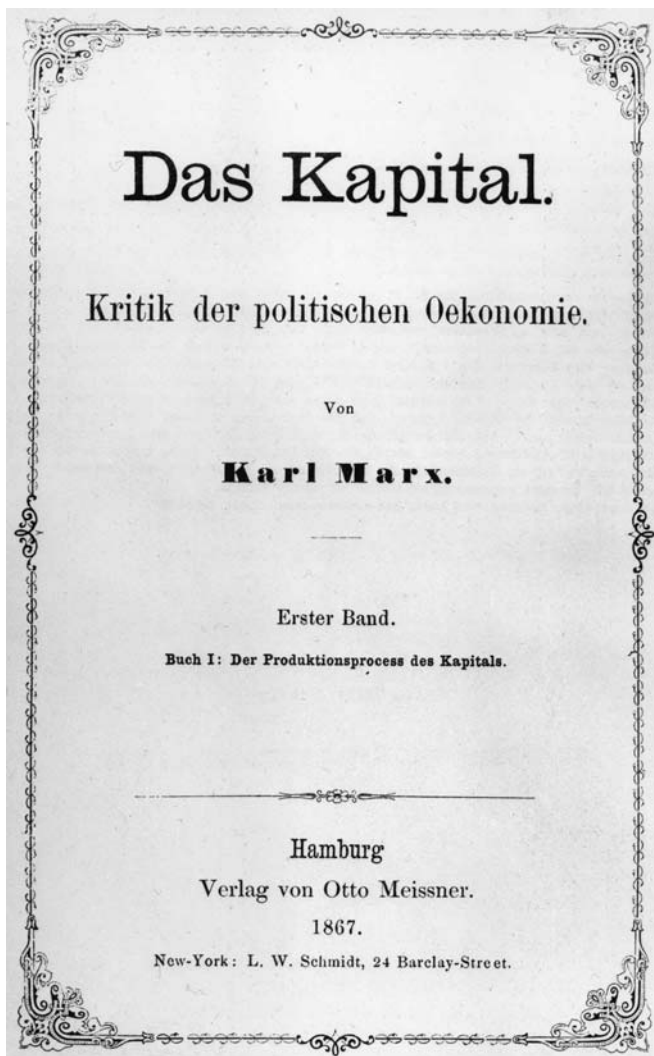 Das Kapital.
Kritik der politischen Oekonomie.
Von
Karl Marx.
Erster Band.
Buch I: Der Produktionsprocess des Kapitals.
Hamburg
Verlag von Otto Meissner.
1867.
New-York: L. W. Schmidt, 24 Barclay-Street.